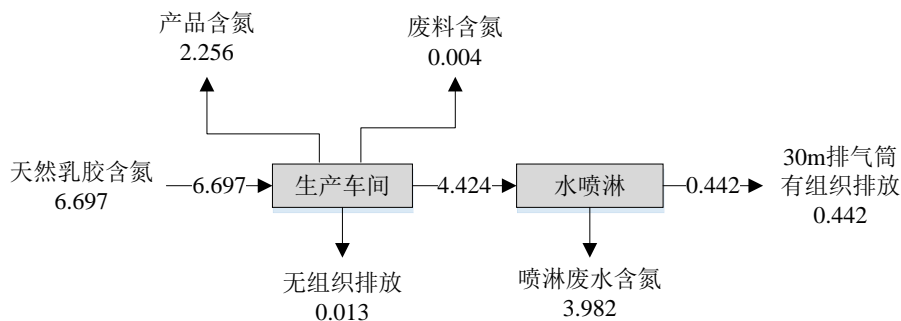 产品含氮
2.256
废料含氮
0.004
天然乳胶含氮
6.697
6.697
生产车间
4.424
水喷淋
0.442
30m排气筒
有组织排放
0.442
无组织排放
0.013
喷淋废水含氮
3.982